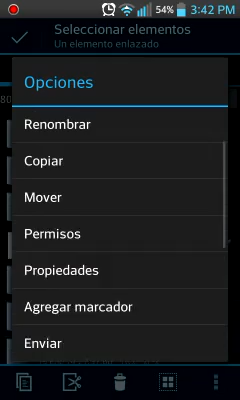 54% 3:42 PM
Seleccionar elementos
Un elemento enlazado
Opciones
Renombrar
Copiar
Mover
Permisos
Propiedades
Agregar marcador
Enviar